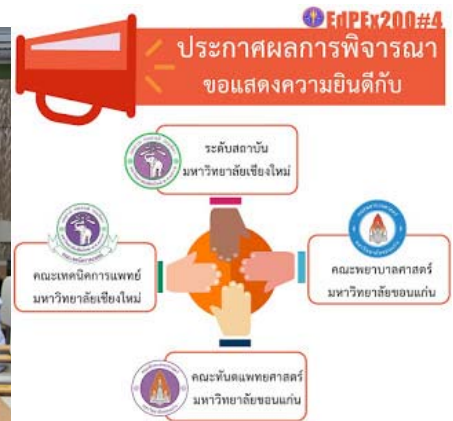 EdPEx200#4
ประกาศผลการพิจารณา
ขอแสดงความยินดีกับ
ระดับสถาบัน
มหาวิทยาลัยเชียงใหม่
คณะเทคนิคการแพทย์
มหาวิทยาลัยเชียงใหม่
คณะพยาบาลศาสตร์
มหาวิทยาลัยขอนแก่น
คณะทันตแพทยศาสตร์
มหาวิทยาลัยขอนแก่น